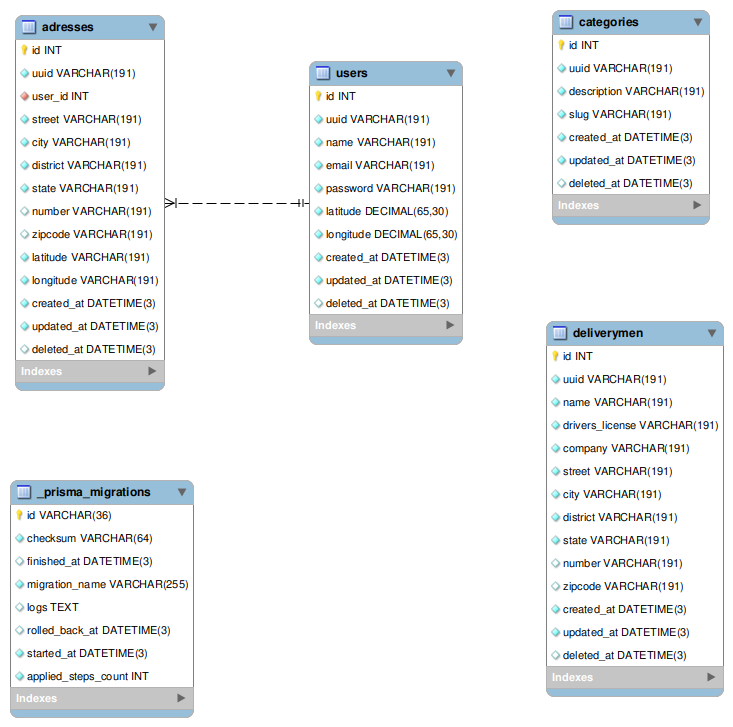 adresses
id INT
uuid VARCHAR(191)
user_id INT
street VARCHAR(191)
city VARCHAR(191)
district VARCHAR(191)
state VARCHAR(191)
number VARCHAR(191)
zipcode VARCHAR(191)
latitude VARCHAR(191)
longitude VARCHAR(191)
created_at DATETIME(3)
updated_at DATETIME(3)
deleted_at DATETIME(3)
Indexes
users
id INT
uuid VARCHAR(191)
name VARCHAR(191)
email VARCHAR(191)
password VARCHAR(191)
latitude DECIMAL(65,30)
longitude DECIMAL(65,30)
created_at DATETIME(3)
updated_at DATETIME(3)
deleted_at DATETIME(3)
Indexes
categories
id INT
uuid VARCHAR(191)
description VARCHAR(191)
slug VARCHAR(191)
created_at DATETIME(3)
updated_at DATETIME(3)
deleted_at DATETIME(3)
Indexes
_prisma_migrations
id VARCHAR(36)
checksum VARCHAR(64)
finished_at DATETIME(3)
migration_name VARCHAR(255)
logs TEXT
rolled_back_at DATETIME(3)
started_at DATETIME(3)
applied_steps_count INT
Indexes
deliverymen
id INT
uuid VARCHAR(191)
name VARCHAR(191)
drivers_license VARCHAR(191)
company VARCHAR(191)
street VARCHAR(191)
city VARCHAR(191)
district VARCHAR(191)
state VARCHAR(191)
number VARCHAR(191)
zipcode VARCHAR(191)
created_at DATETIME(3)
updated_at DATETIME(3)
deleted_at DATETIME(3)
Indexes